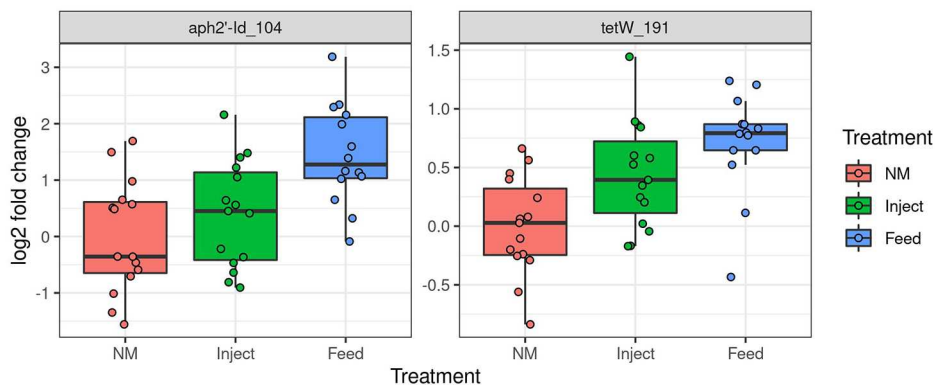 aph2'-Id_104
tetW_191
log2 fold change
3
2
1
0
-1
1.5
1.0
0.5
0.0
-0.5
NM
Inject
Feed
NM
Inject
Feed
Treatment
Treatment
NM
Inject
Feed